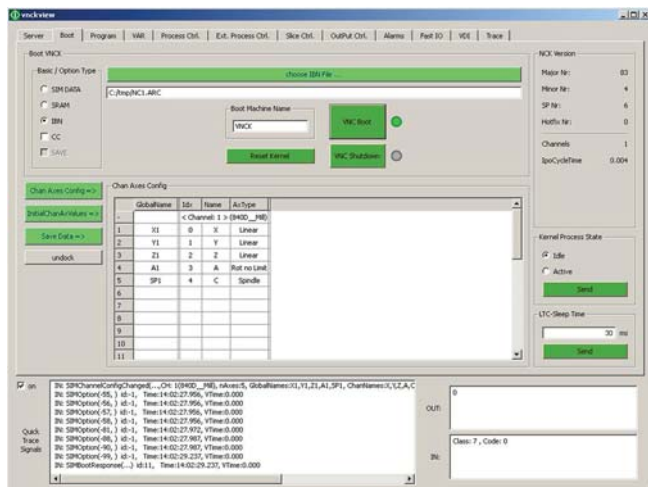 vnckview
Server Boot Program VAR Process Ctrl. Ext. Process Ctrl. Slice Ctrl. OutPut Ctrl. Alarms Fast IO VDI Trace
Boot VNCK
Basic / Option Type
SIM DATA
SRAM
IBN
CC
SAVE
choose IBN File ...
C:/tmp/NC1.ARC
Boot Machine Name
VNCK
VNC Boot
Reset Kernel
VNC Shutdown
NCK Version
Major Nr: 83
Minor Nr: 4
SP Nr: 6
Hotfix Nr: 0
Channels 1
IpoCycleTime 0.004
Chan Axes Config =>
InitialChanAxValues =>
Save Data =>
undock
Chan Axes Config
GlobalName Idx Name AxType
- < Channel: 1 > (840D__Mill)
1 X1 0 X Linear
2 Y1 1 Y Linear
3 Z1 2 Z Linear
4 A1 3 A Rot no Limit
5 SP1 4 C Spindle
6
7
8
9
10
11
Kernel Process State
Idle
Active
Send
LTC-Sleep Time
30 ms
Send
on
Quick
Trace
Signals
IN: SIMChannelConfigChanged(...,CH: 1(840D__Mill), nAxes:5, GlobalNames:X1,Y1,Z1,A1,SP1, ChanNames:X,Y,Z,A,C
IN: SIMOption(-55, ) id:-1, Time:14:02:27.956, VTime:0.000
IN: SIMOption(-56, ) id:-1, Time:14:02:27.956, VTime:0.000
IN: SIMOption(-57, ) id:-1, Time:14:02:27.956, VTime:0.000
IN: SIMOption(-58, ) id:-1, Time:14:02:27.956, VTime:0.000
IN: SIMOption(-81, ) id:-1, Time:14:02:27.972, VTime:0.000
IN: SIMOption(-88, ) id:-1, Time:14:02:27.987, VTime:0.000
IN: SIMOption(-90, ) id:-1, Time:14:02:27.987, VTime:0.000
IN: SIMOption(-99, ) id:-1, Time:14:02:29.237, VTime:0.000
IN: SIMBootResponse(...) id:11, Time:14:02:29.237, VTime:0.000
OUT:
0
IN:
Class: 7 , Code: 0